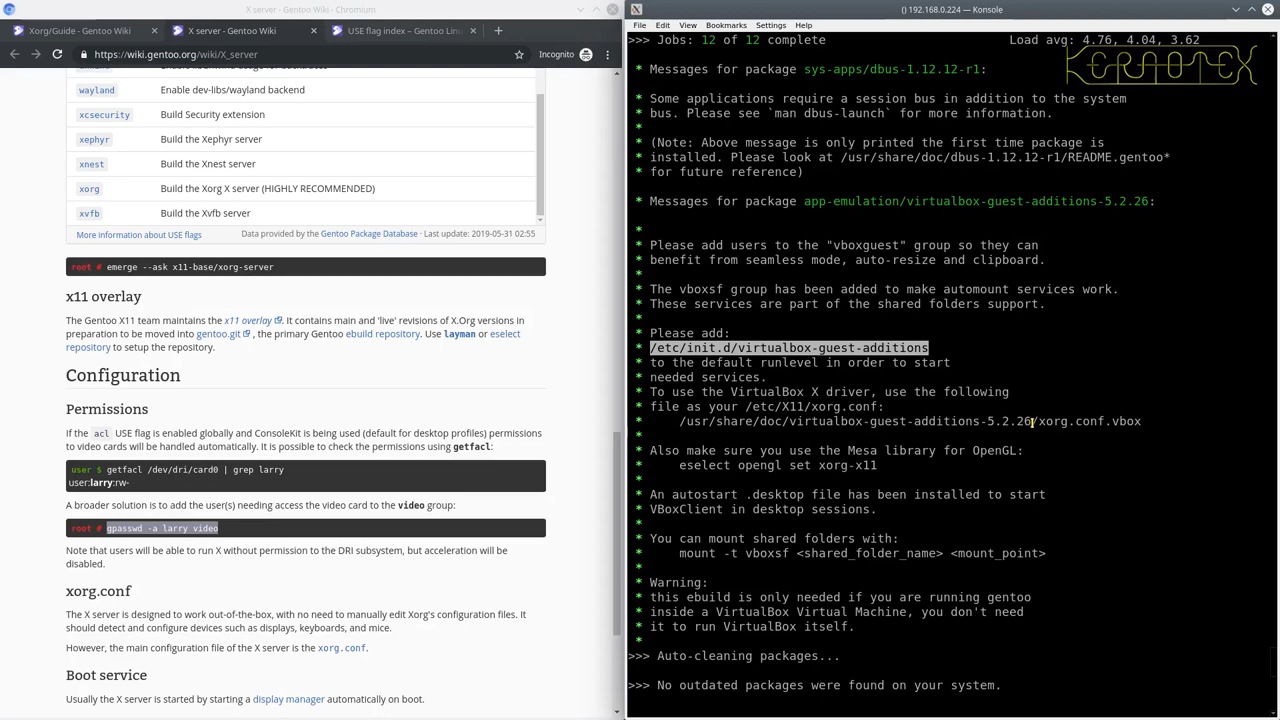 X server - Gentoo Wiki - Chromium
Xorg/Guide - Gentoo Wiki
X server - Gentoo Wiki
USE flag index – Gentoo Lin
https://wiki.gentoo.org/wiki/X_server
Incognito
wayland Enable dev-libs/wayland backend
xcsecurity Build Security extension
xephyr Build the Xephyr server
xnest Build the Xnest server
xorg Build the Xorg X server (HIGHLY RECOMMENDED)
xvfb Build the Xvfb server
More information about USE flags Data provided by the Gentoo Package Database · Last update: 2019-05-31 02:55
root # emerge --ask x11-base/xorg-server
x11 overlay
The Gentoo X11 team maintains the x11 overlay. It contains main and 'live' revisions of X.Org versions in
preparation to be moved into gentoo.git, the primary Gentoo ebuild repository. Use layman or eselect
repository to setup the repository.
Configuration
Permissions
If the acl USE flag is enabled globally and ConsoleKit is being used (default for desktop profiles) permissions
to video cards will be handled automatically. It is possible to check the permissions using getfacl:
user $ getfacl /dev/dri/card0 | grep larry
user:larry:rw-
A broader solution is to add the user(s) needing access the video card to the video group:
root # gpasswd -a larry video
Note that users will be able to run X without permission to the DRI subsystem, but acceleration will be
disabled.
xorg.conf
The X server is designed to work out-of-the-box, with no need to manually edit Xorg's configuration files. It
should detect and configure devices such as displays, keyboards, and mice.
However, the main configuration file of the X server is the xorg.conf.
Boot service
Usually the X server is started by starting a display manager automatically on boot.
() 192.168.0.224 — Konsole
File Edit View Bookmarks Settings Help
>>> Jobs: 12 of 12 complete Load avg: 4.76, 4.04, 3.62
KERAOTEX
* Messages for package sys-apps/dbus-1.12.12-r1:
* Some applications require a session bus in addition to the system
* bus. Please see `man dbus-launch` for more information.
*
* (Note: Above message is only printed the first time package is
* installed. Please look at /usr/share/doc/dbus-1.12.12-r1/README.gentoo*
* for future reference)
* Messages for package app-emulation/virtualbox-guest-additions-5.2.26:
*
* Please add users to the "vboxguest" group so they can
* benefit from seamless mode, auto-resize and clipboard.
*
* The vboxsf group has been added to make automount services work.
* These services are part of the shared folders support.
*
* Please add:
* /etc/init.d/virtualbox-guest-additions
* to the default runlevel in order to start
* needed services.
* To use the VirtualBox X driver, use the following
* file as your /etc/X11/xorg.conf:
* /usr/share/doc/virtualbox-guest-additions-5.2.26/xorg.conf.vbox
*
* Also make sure you use the Mesa library for OpenGL:
* eselect opengl set xorg-x11
*
* An autostart .desktop file has been installed to start
* VBoxClient in desktop sessions.
*
* You can mount shared folders with:
* mount -t vboxsf <shared_folder_name> <mount_point>
*
* Warning:
* this ebuild is only needed if you are running gentoo
* inside a VirtualBox Virtual Machine, you don't need
* it to run VirtualBox itself.
*
>>> Auto-cleaning packages...
>>> No outdated packages were found on your system.